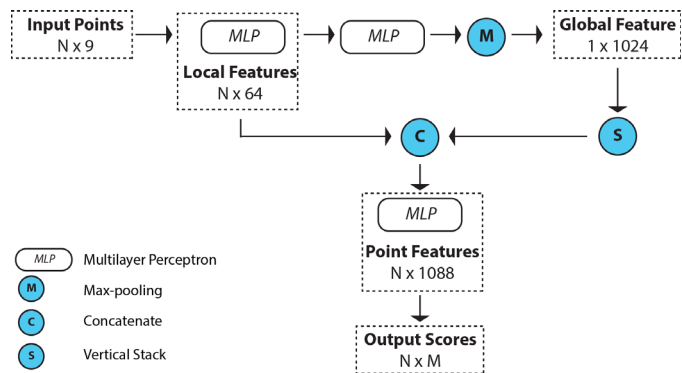 Input Points
N x 9
MLP
Local Features
N x 64
MLP
M
Global Feature
1 x 1024
C
S
MLP
Point Features
N x 1088
Output Scores
N x M
MLP Multilayer Perceptron
M Max-pooling
C Concatenate
S Vertical Stack